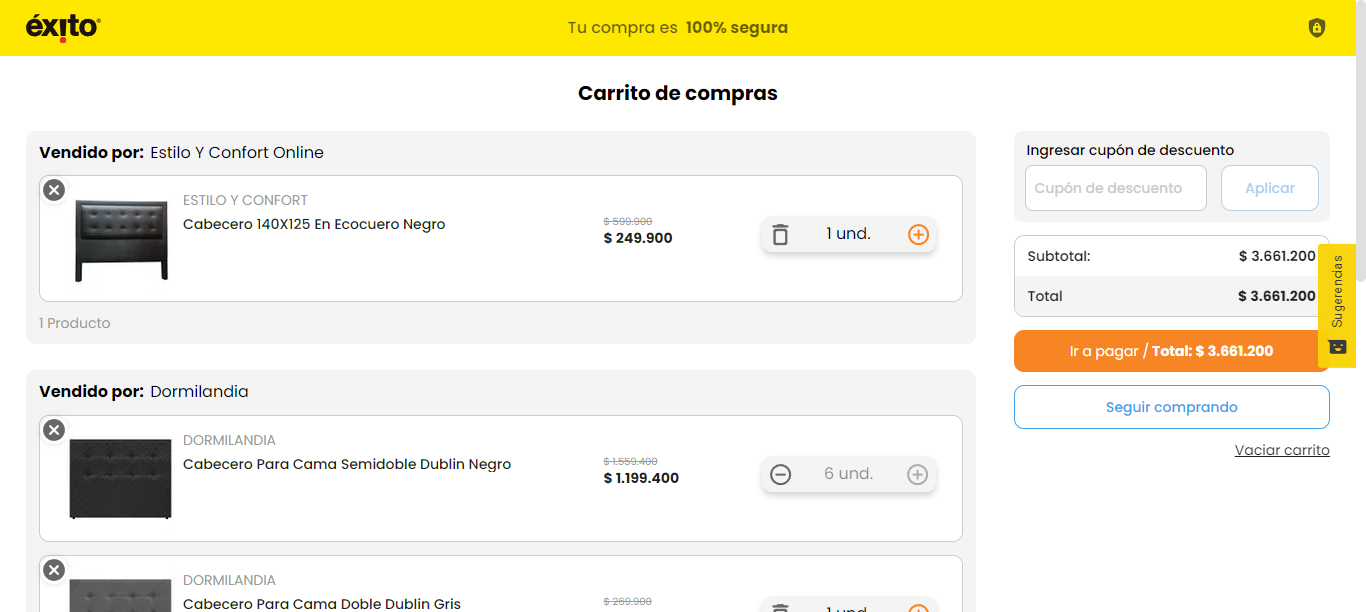 éxito
Tu compra es 100% segura
Carrito de compras
Vendido por: Estilo Y Confort Online
ESTILO Y CONFORT
Cabecero 140X125 En Ecocuero Negro
$ 599.900
$ 249.900
1 und.
1 Producto
Vendido por: Dormilandia
DORMILANDIA
Cabecero Para Cama Semidoble Dublin Negro
$ 1.559.400
$ 1.199.400
6 und.
DORMILANDIA
Cabecero Para Cama Doble Dublin Gris
$ 269.900
1 und.
Ingresar cupón de descuento
Cupón de descuento
Aplicar
Subtotal: $ 3.661.200
Total $ 3.661.200
Ir a pagar / Total: $ 3.661.200
Seguir comprando
Vaciar carrito
Sugerencias